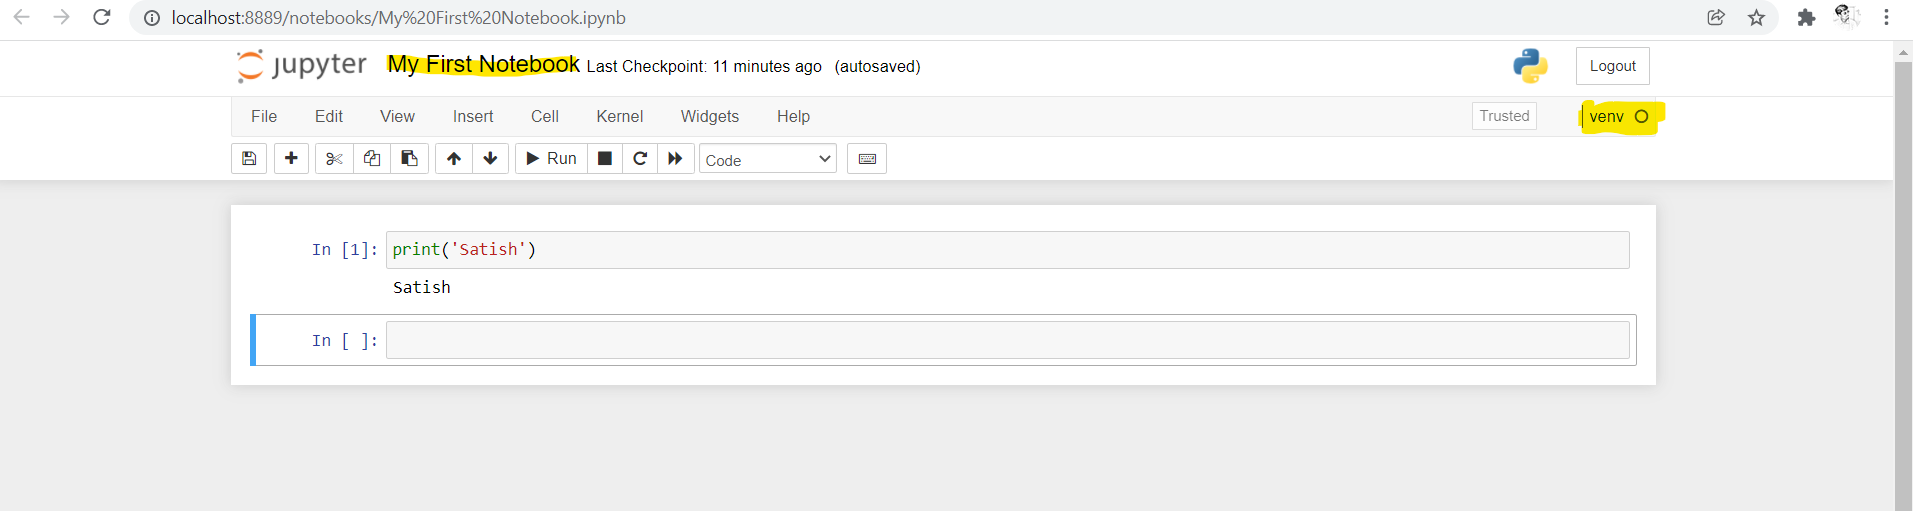 localhost:8889/notebooks/My%20First%20Notebook.ipynb
jupyter My First Notebook Last Checkpoint: 11 minutes ago (autosaved) Logout
File Edit View Insert Cell Kernel Widgets Help Trusted venv
Run Code
In [1]: print('Satish')
Satish
In [ ]: